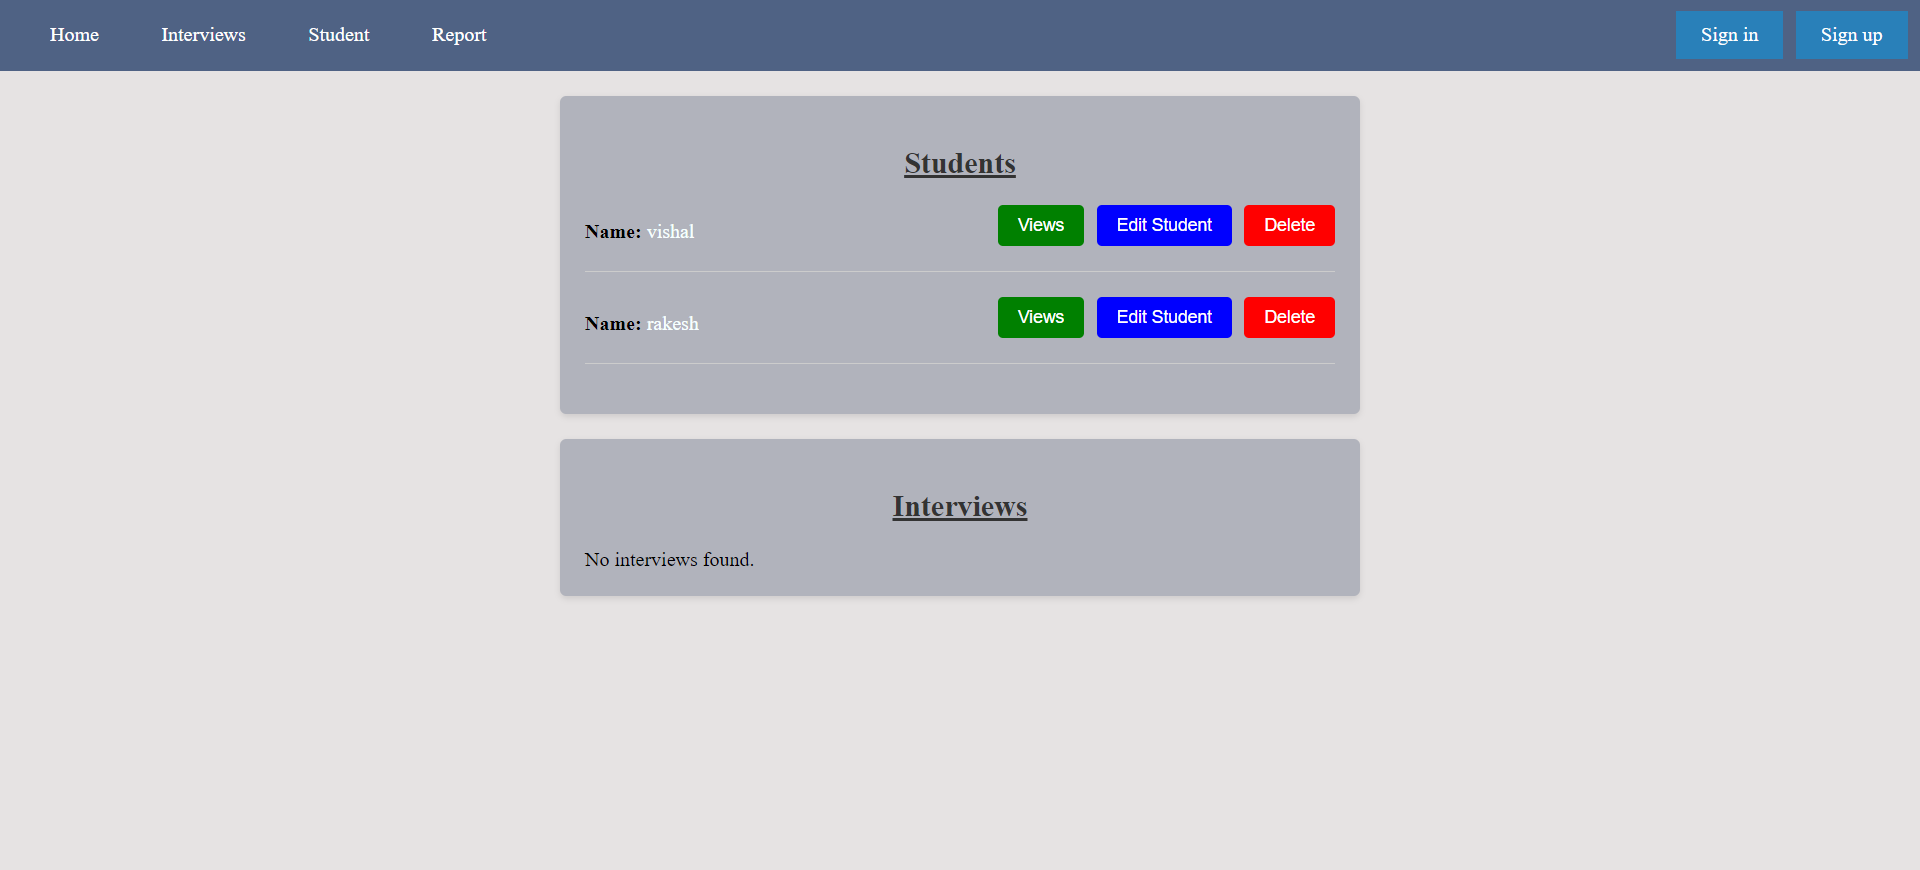 Home Interviews Student Report Sign in Sign up
Students
Name: vishal Views Edit Student Delete
Name: rakesh Views Edit Student Delete
Interviews
No interviews found.